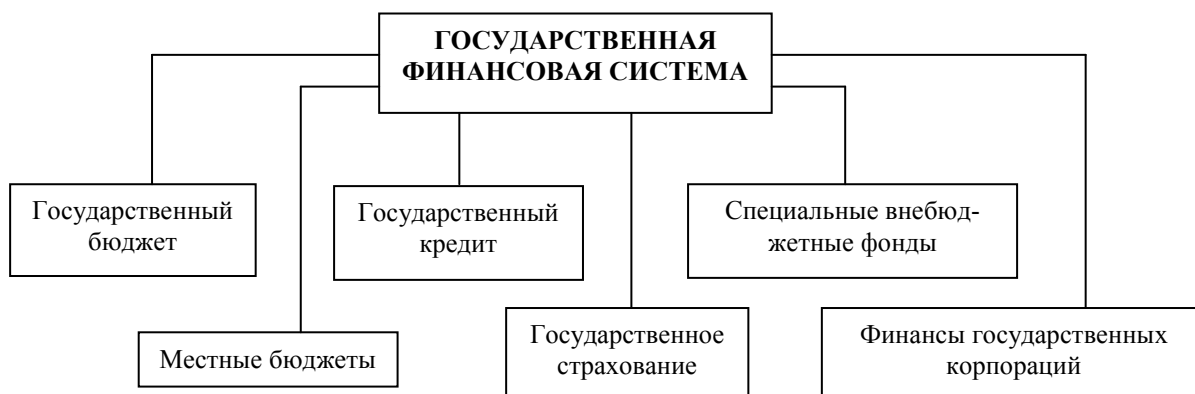 ГОСУДАРСТВЕННАЯ
ФИНАНСОВАЯ СИСТЕМА
Государственный
бюджет
Государственный
кредит
Специальные внебюд-
жетные фонды
Местные бюджеты
Государственное
страхование
Финансы государственных
корпораций